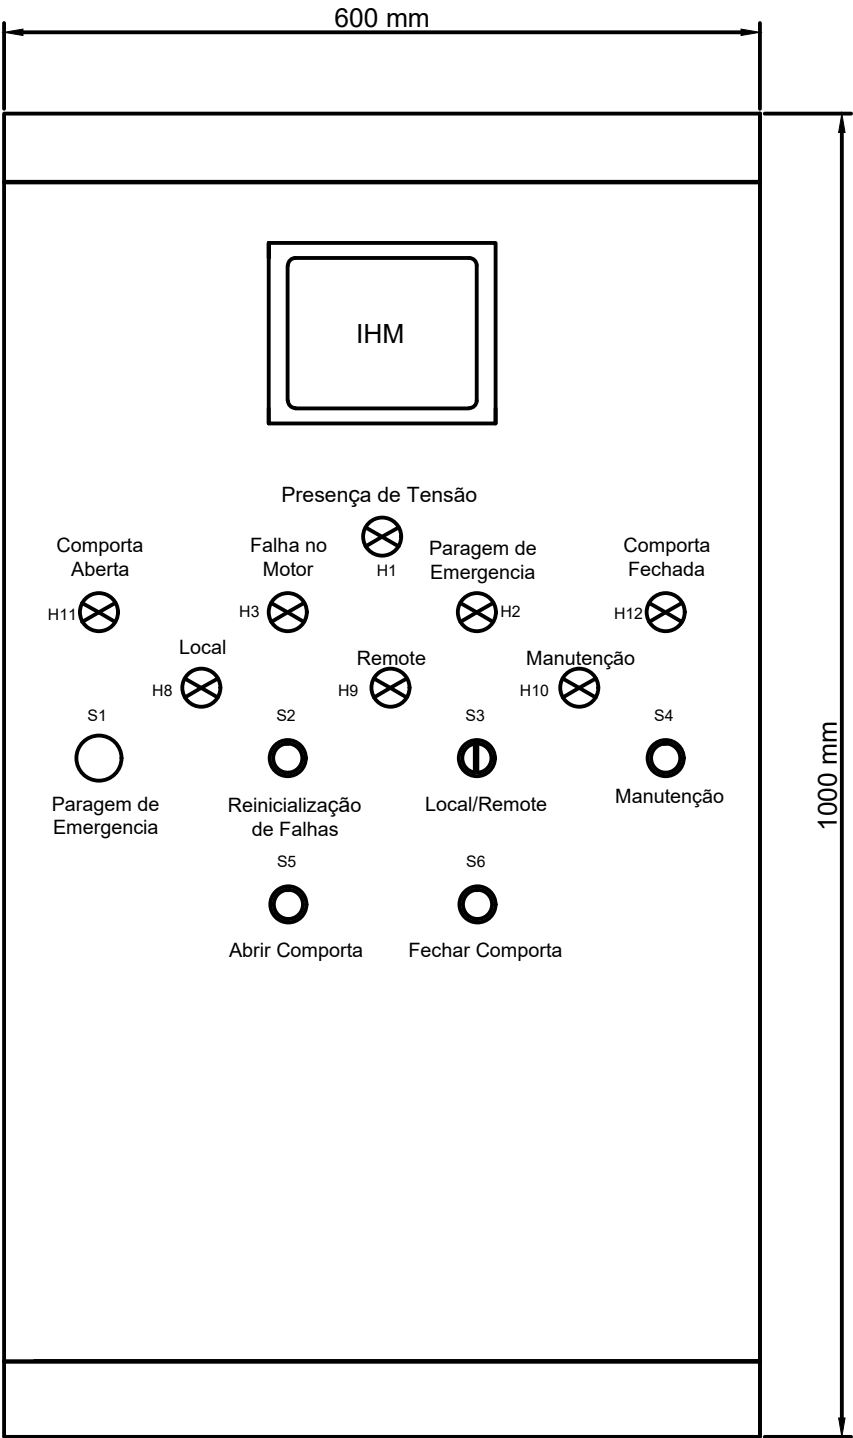 600 mm
IHM
Presença de Tensão
H1
Comporta
Aberta
H11
Falha no
Motor
H3
Paragem de
Emergencia
H2
Comporta
Fechada
H12
Local
H8
Remote
H9
Manutenção
H10
S1
Paragem de
Emergencia
S2
Reinicialização
de Falhas
S3
Local/Remote
S4
Manutenção
S5
Abrir Comporta
S6
Fechar Comporta
1000 mm